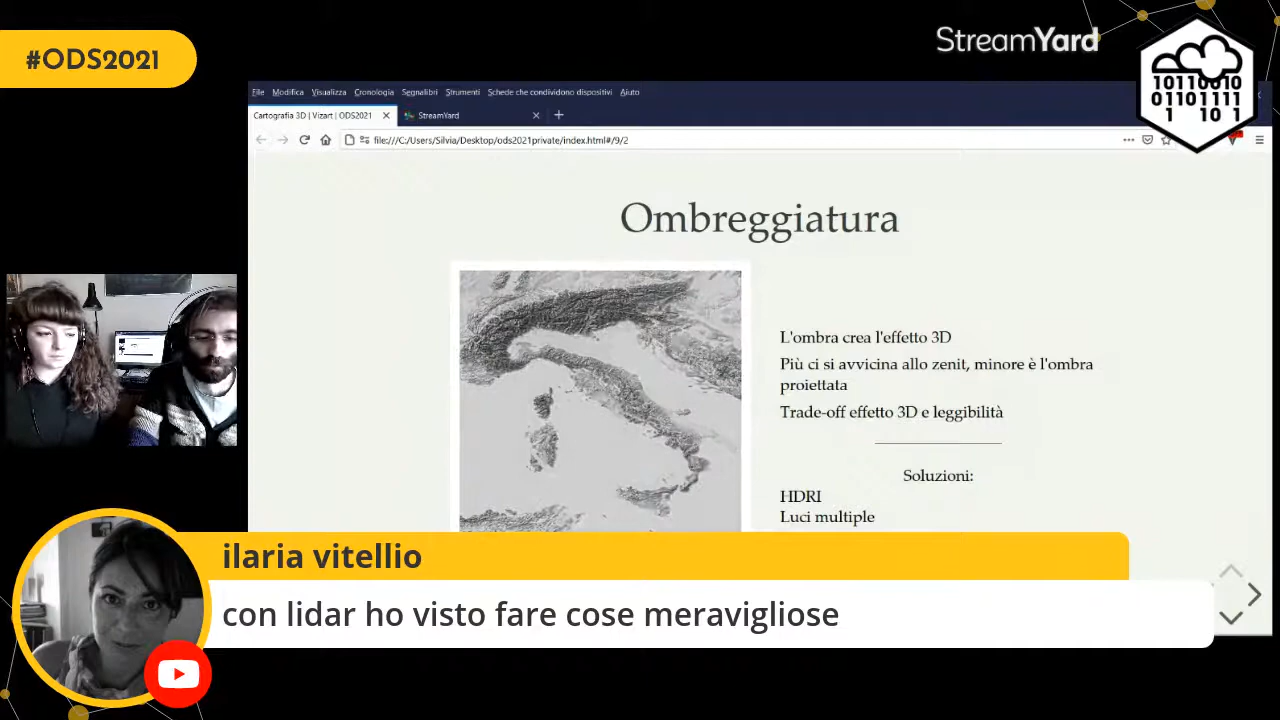 #ODS2021
StreamYard
10110010
01101111
1 10 1
File Modifica Visualizza Cronologia Segnalibri Strumenti Schede che condividono dispositivi Aiuto
Cartografia 3D | Vizart | ODS2021
StreamYard
file:///C:/Users/Silvia/Desktop/ods2021private/index.html#/9/2
Ombreggiatura
L'ombra crea l'effetto 3D
Più ci si avvicina allo zenit, minore è l'ombra
proiettata
Trade-off effetto 3D e leggibilità
Soluzioni:
HDRI
Luci multiple
ilaria vitellio
con lidar ho visto fare cose meravigliose